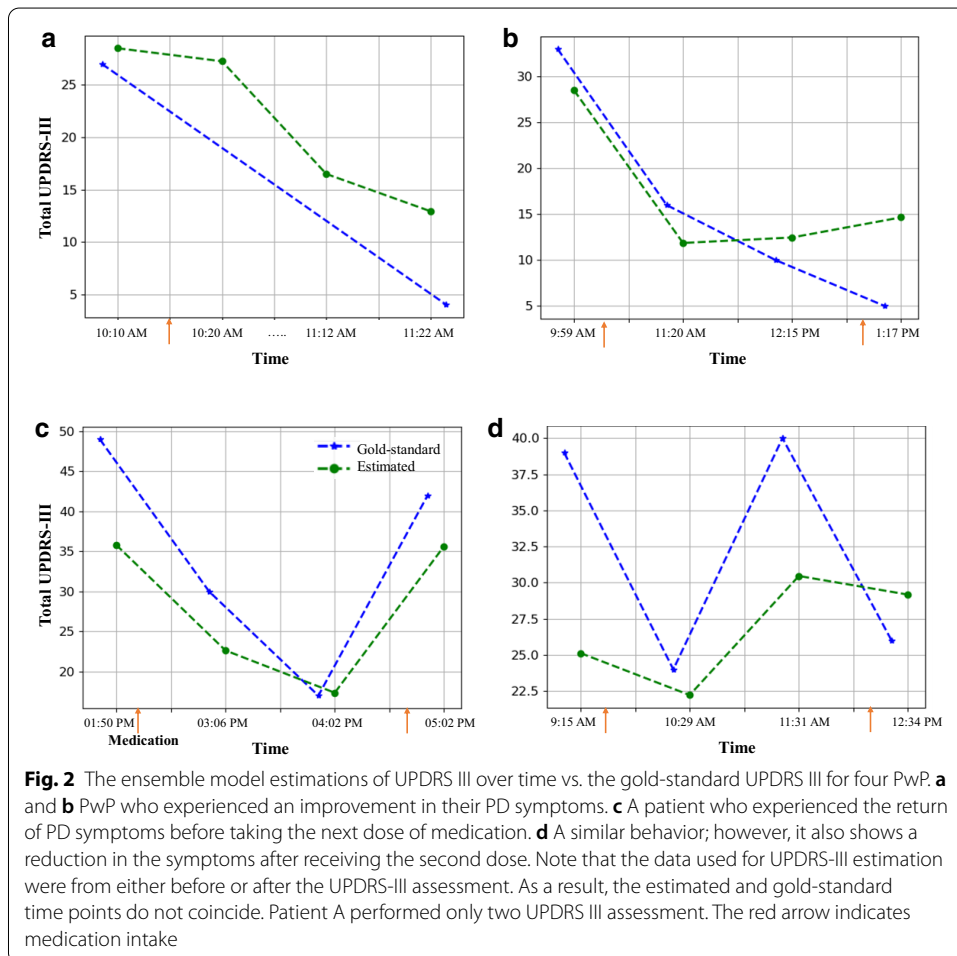 a
b
Total UPDRS-III
25
20
15
10
5
10:10 AM
10:20 AM
.....
11:12 AM
11:22 AM
Time
30
25
20
15
10
5
9:59 AM
11:20 AM
12:15 PM
1:17 PM
Time
c
d
Total UPDRS-III
50
45
40
35
30
25
20
Gold-standard
Estimated
01:50 PM
03:06 PM
04:02 PM
05:02 PM
Medication
Time
40.0
37.5
35.0
32.5
30.0
27.5
25.0
22.5
9:15 AM
10:29 AM
11:31 AM
12:34 PM
Time
Fig. 2 The ensemble model estimations of UPDRS III over time vs. the gold-standard UPDRS III for four PwP. a
and b PwP who experienced an improvement in their PD symptoms. c A patient who experienced the return
of PD symptoms before taking the next dose of medication. d A similar behavior; however, it also shows a
reduction in the symptoms after receiving the second dose. Note that the data used for UPDRS-III estimation
were from either before or after the UPDRS-III assessment. As a result, the estimated and gold-standard
time points do not coincide. Patient A performed only two UPDRS III assessment. The red arrow indicates
medication intake